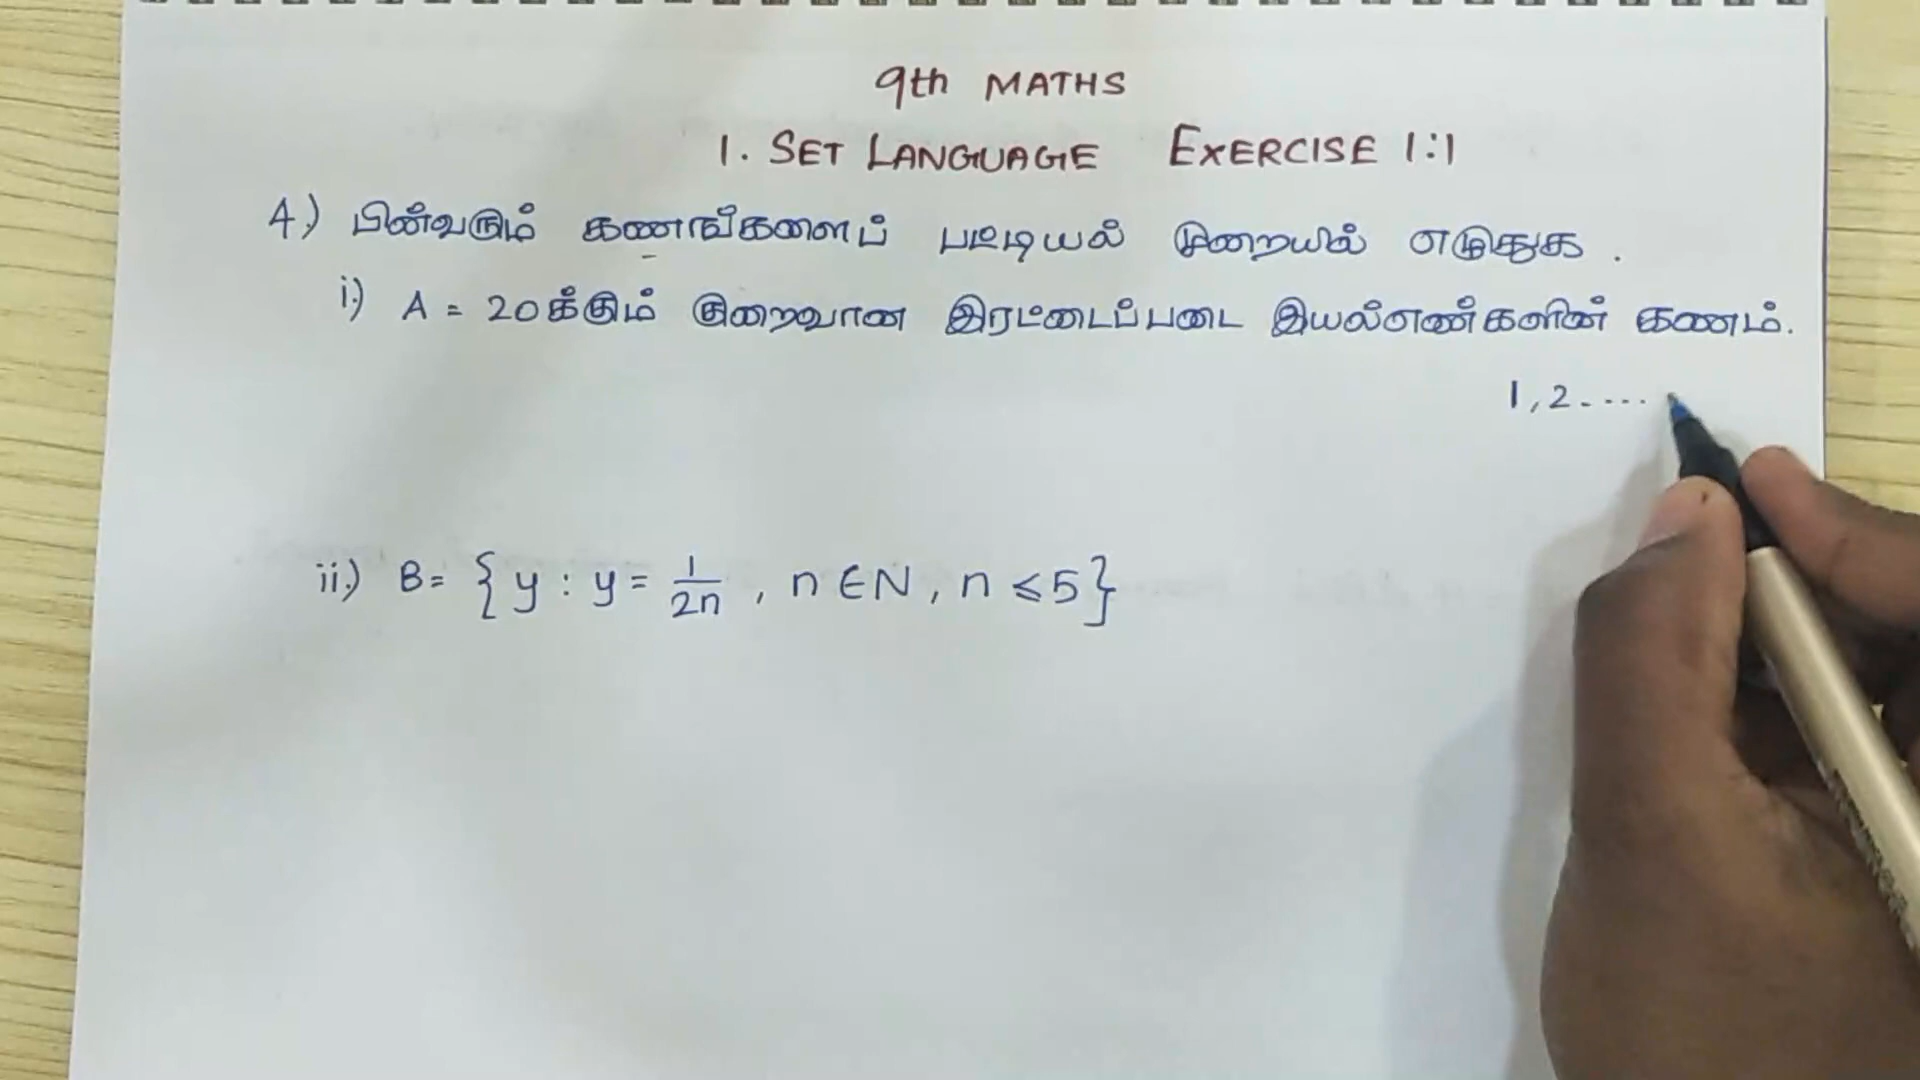 9th MATHS
1. SET LANGUAGE EXERCISE 1:1
4.) பின்வரும் கணங்களைப் பட்டியல் முறையில் எழுதுக .
i.) A = 20க்கும் குறைவான இரட்டைப்படை இயல்எண்களின் கணம்.
1, 2 - - - -
ii.) B = { y : y = 1/2n , n ∈ N , n ≤ 5 }